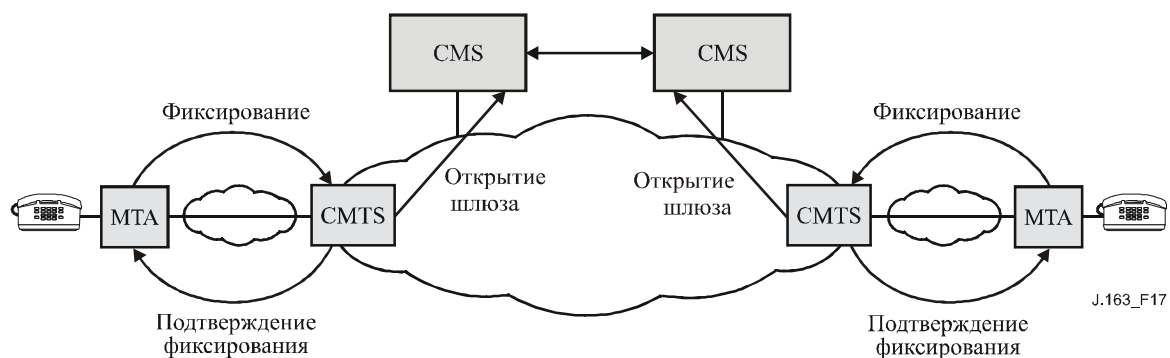 CMS
CMS
Фиксирование
Фиксирование
Открытие
шлюза
Открытие
шлюза
MTA
CMTS
CMTS
MTA
J.163_F17
Подтверждение
фиксирования
Подтверждение
фиксирования